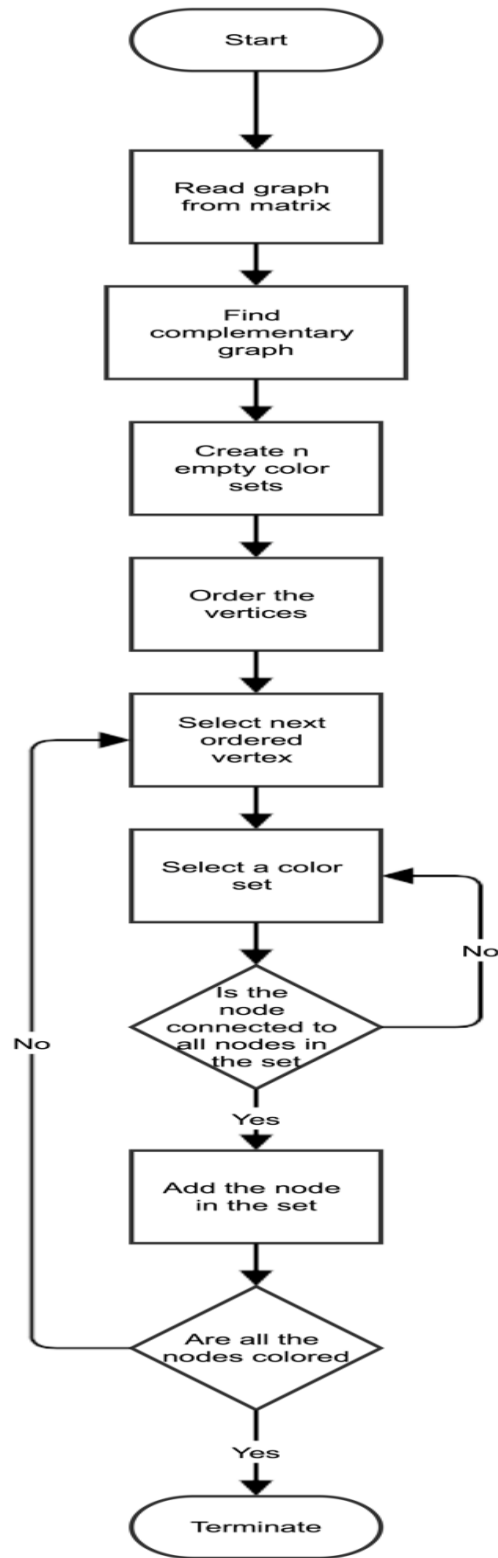 Start
Read graph
from matrix
Find
complementary
graph
Create n
empty color
sets
Order the
vertices
Select next
ordered
vertex
Select a color
set
No
Is the
node
connected to
all nodes in
the set
No
Yes
Add the node
in the set
Are all the
nodes colored
Yes
Terminate